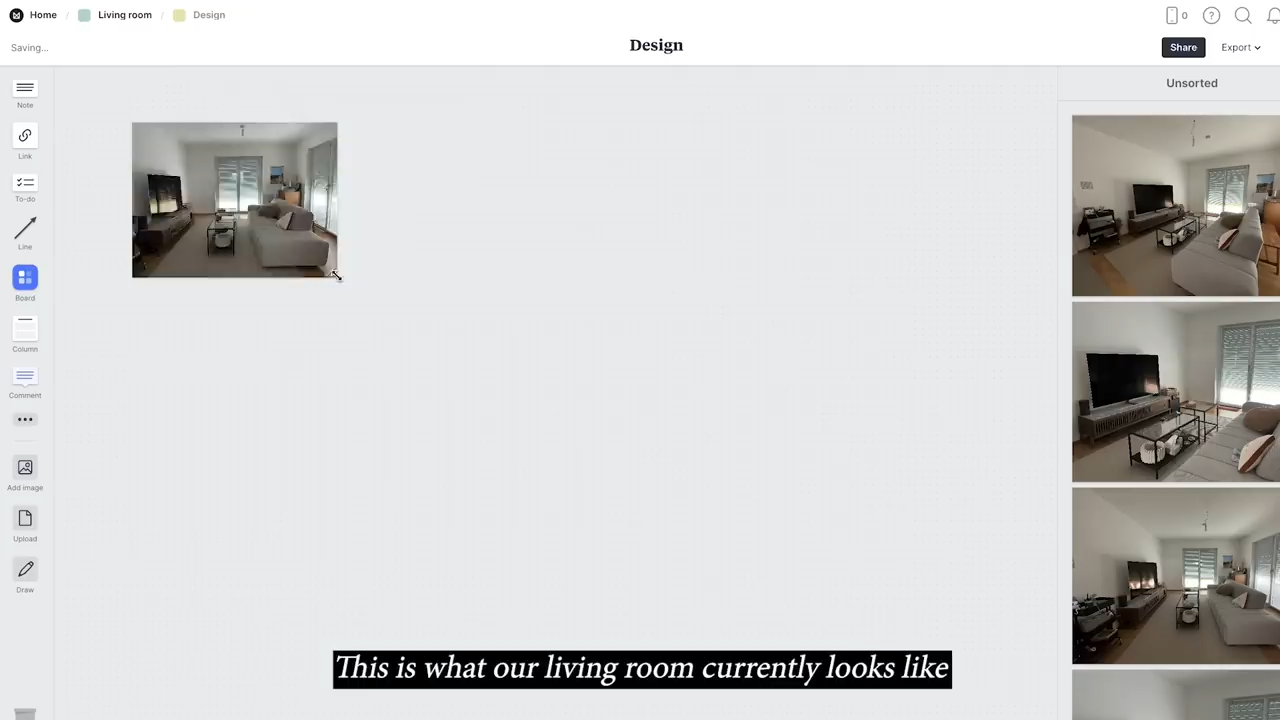 Home / Living room / Design
0
?
Saving...
Design
Share
Export
Unsorted
Note
Link
To-do
Line
Board
Column
Comment
Add image
Upload
Draw
This is what our living room currently looks like